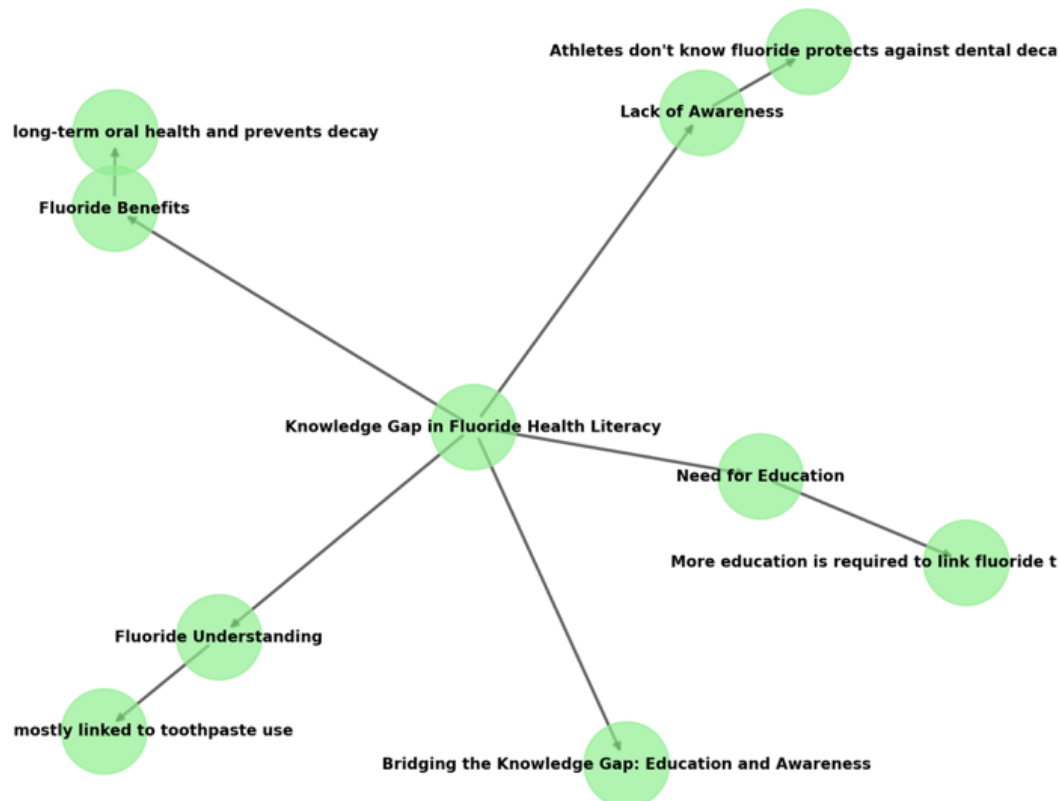 Athletes don't know fluoride protects against dental deca
Lack of Awareness
long-term oral health and prevents decay
Fluoride Benefits
Knowledge Gap in Fluoride Health Literacy
Need for Education
More education is required to link fluoride t
Fluoride Understanding
mostly linked to toothpaste use
Bridging the Knowledge Gap: Education and Awareness